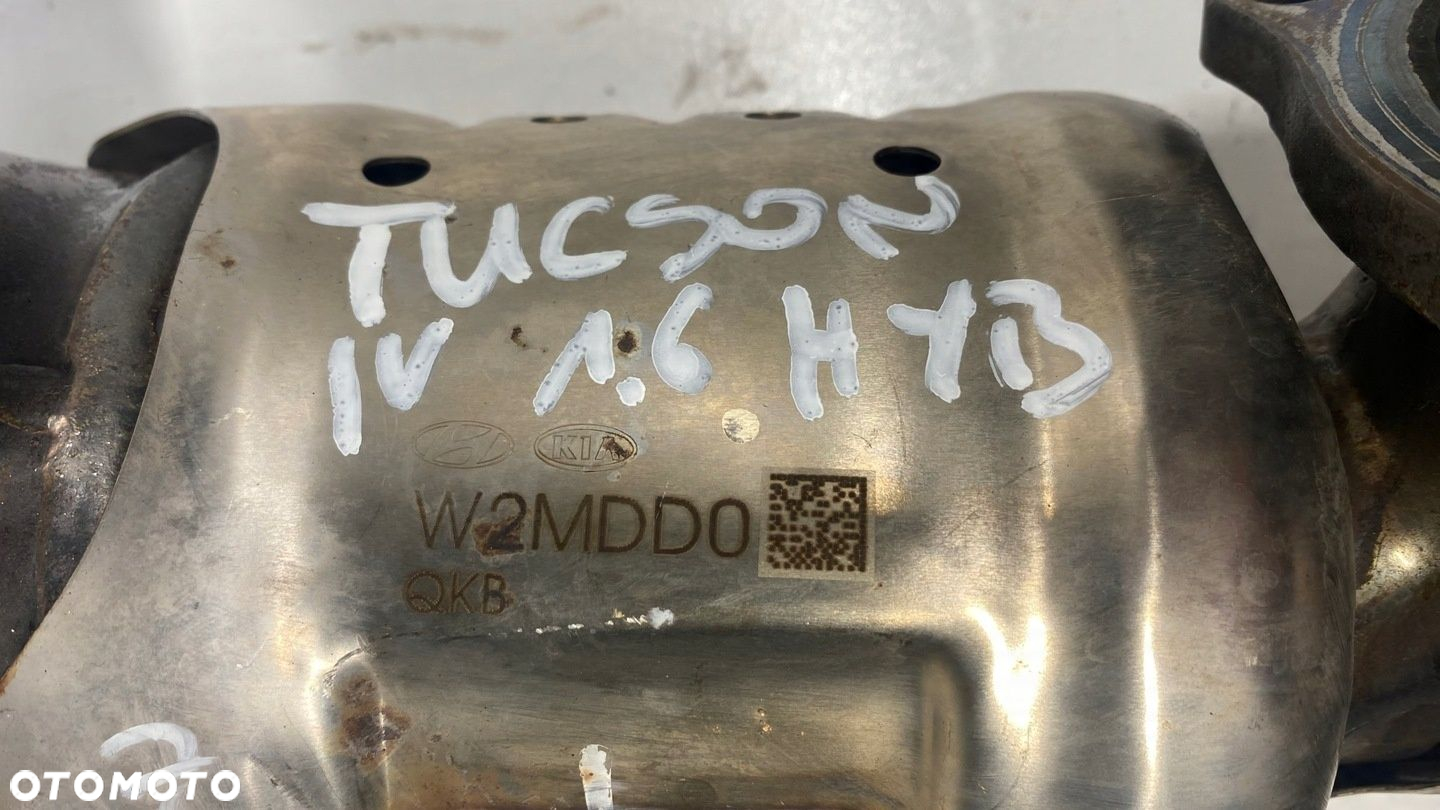 TUCSON
IV 1.6 HYB
KIA
W2MDD0
QKB
OTOMOTO